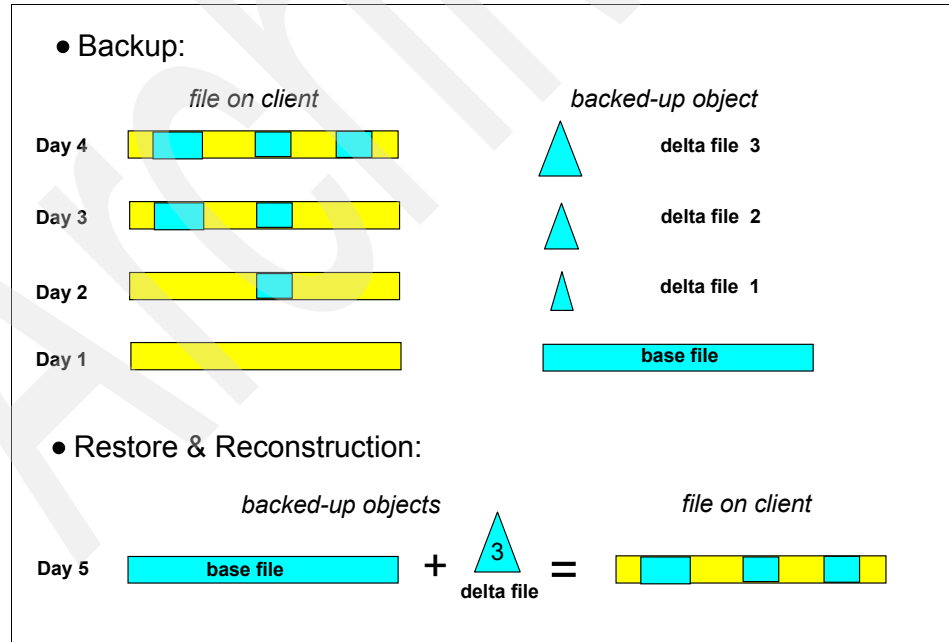 ● Backup:
file on client
backed-up object
Day 4
delta file 3
Day 3
delta file 2
Day 2
delta file 1
Day 1
base file
● Restore & Reconstruction:
backed-up objects
file on client
Day 5
base file
+
3
=
delta file